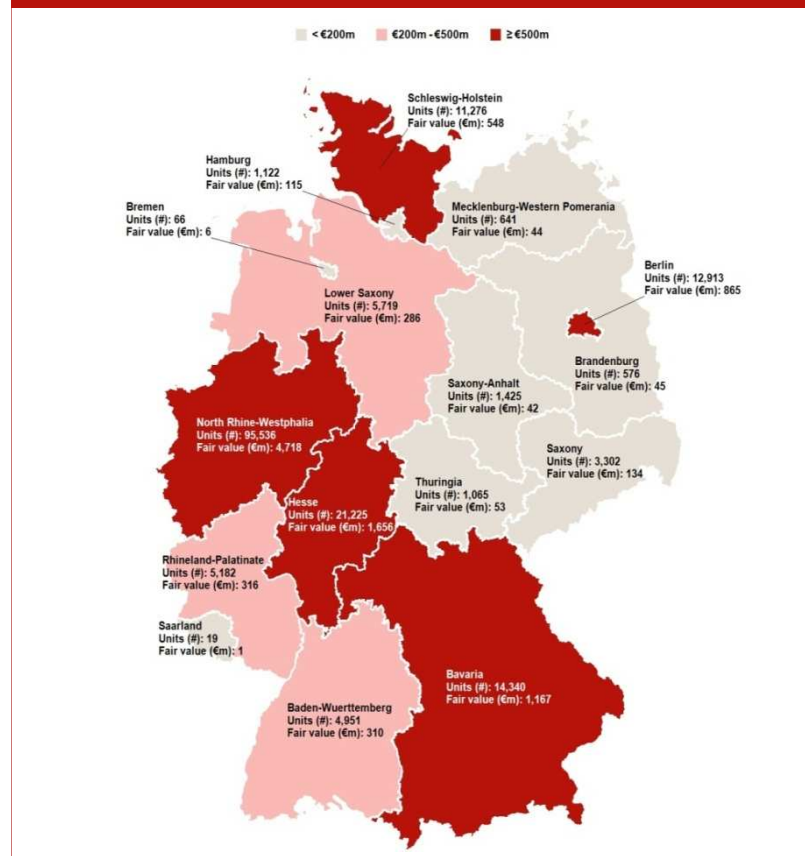 < €200m
€200m - €500m
≥ €500m
Schleswig-Holstein
Units (#): 11,276
Fair value (€m): 548
Hamburg
Units (#): 1,122
Fair value (€m): 115
Mecklenburg-Western Pomerania
Units (#): 641
Fair value (€m): 44
Bremen
Units (#): 66
Fair value (€m): 6
Berlin
Units (#): 12,913
Fair value (€m): 865
Lower Saxony
Units (#): 5,719
Fair value (€m): 286
Brandenburg
Units (#): 576
Fair value (€m): 45
Saxony-Anhalt
Units (#): 1,425
Fair value (€m): 42
North Rhine-Westphalia
Units (#): 95,536
Fair value (€m): 4,718
Saxony
Units (#): 3,302
Fair value (€m): 134
Thuringia
Units (#): 1,065
Fair value (€m): 53
Hesse
Units (#): 21,225
Fair value (€m): 1,656
Rhineland-Palatinate
Units (#): 5,182
Fair value (€m): 316
Saarland
Units (#): 19
Fair value (€m): 1
Bavaria
Units (#): 14,340
Fair value (€m): 1,167
Baden-Wuerttemberg
Units (#): 4,951
Fair value (€m): 310